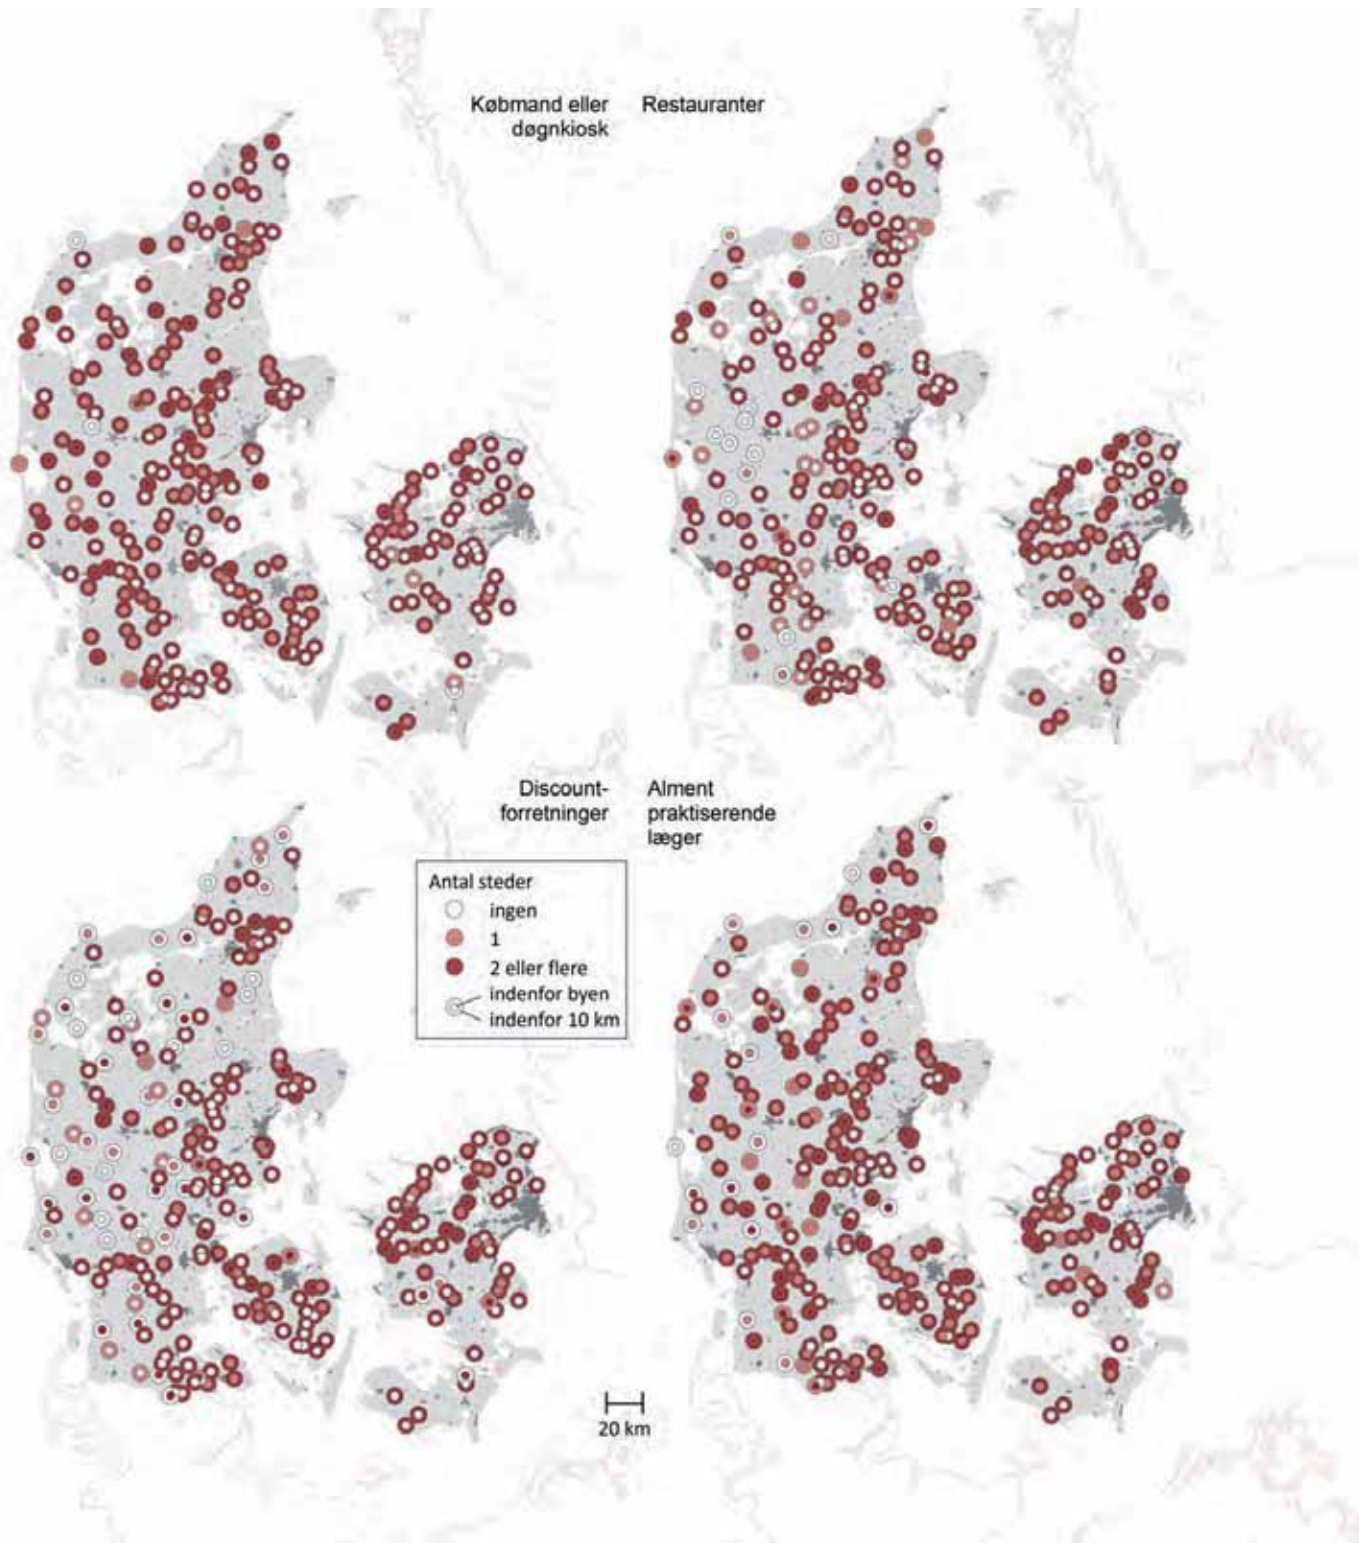 Købmand eller
døgnkiosk
Restauranter
Discount-
forretninger
Alment
praktiserende
læger
Antal steder
ingen
1
2 eller flere
indenfor byen
indenfor 10 km
20 km